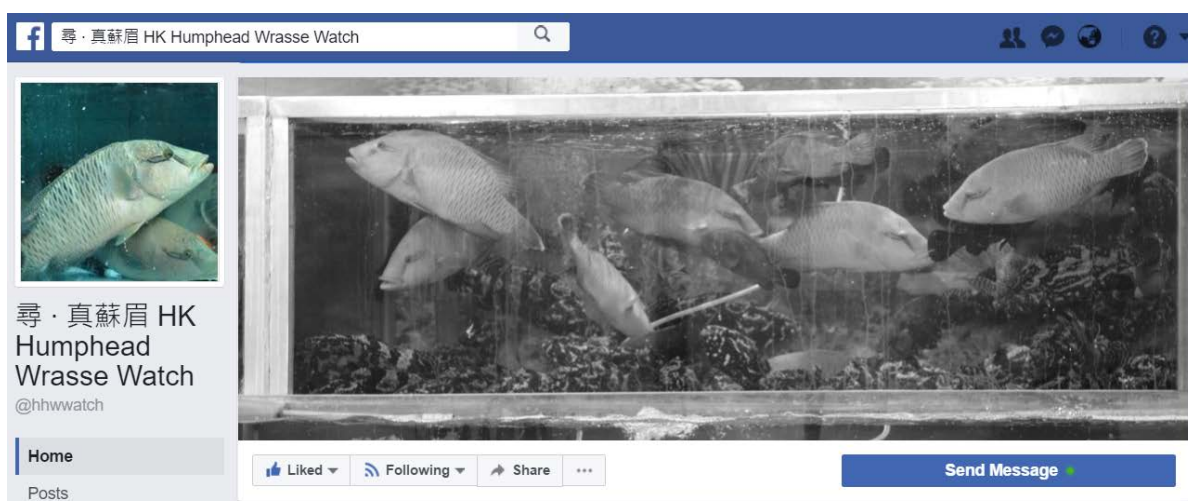 尋 · 真蘇眉 HK Humphead Wrasse Watch
尋 · 真蘇眉 HK
Humphead
Wrasse Watch
@hhwwatch
Home
Posts
Liked
Following
Share
Send Message